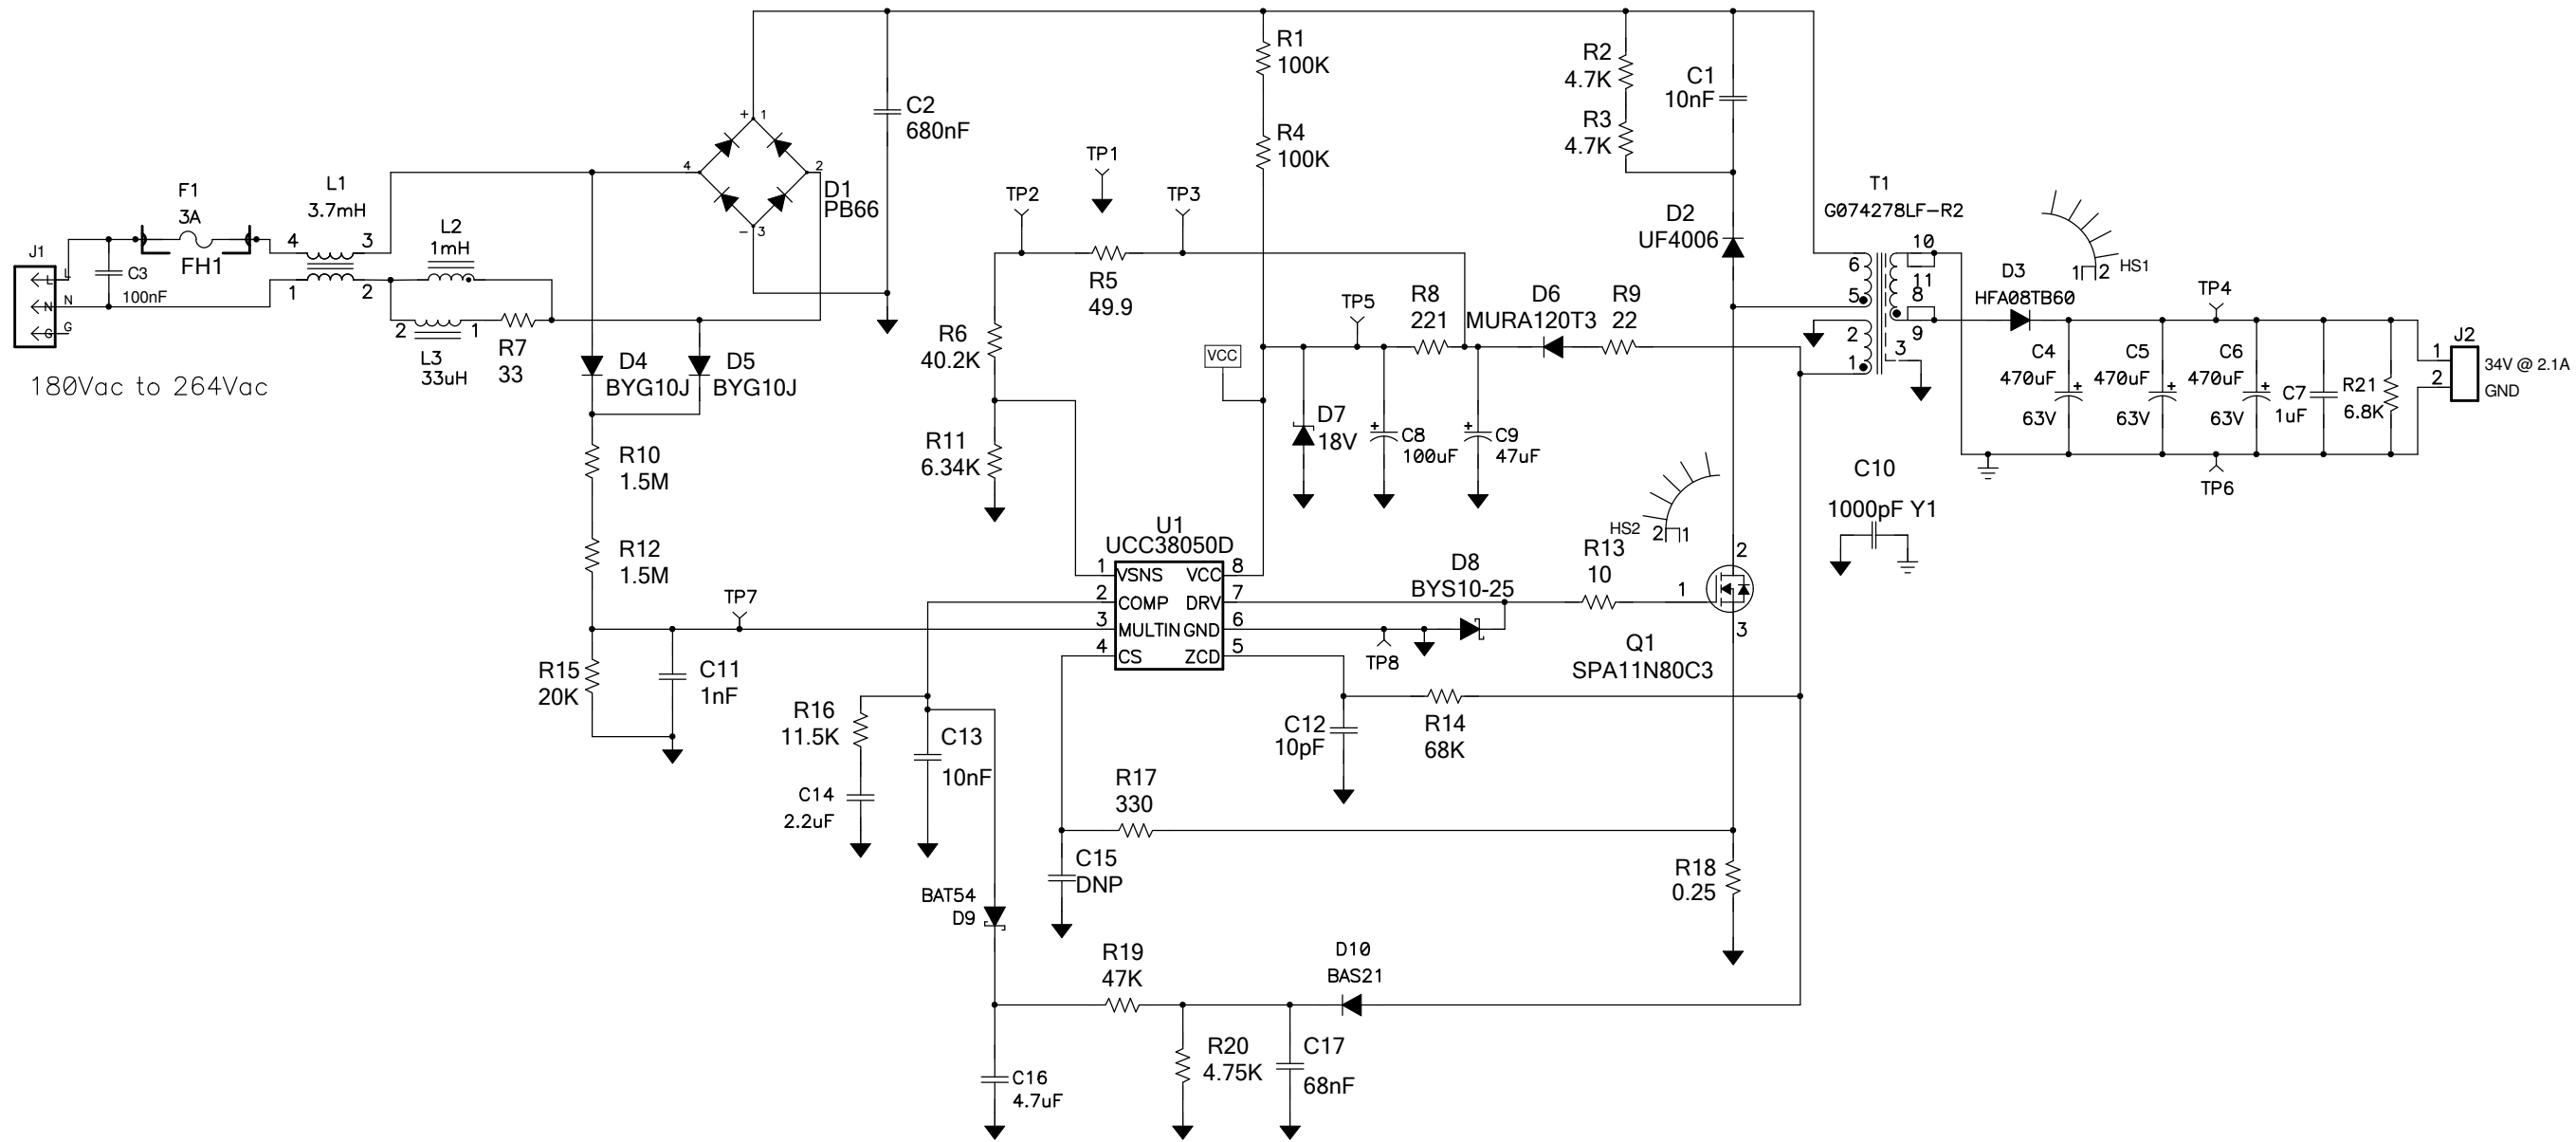 R1
100K
R2
4.7K
C1
10nF
C2
680nF
R3
4.7K
R4
100K
+ 1
4
2
- 3
D1
PB66
TP1
TP2
TP3
F1
3A
FH1
L1
3.7mH
4 3
1 2
L2
1mH
J1
L L
N N
G G
C3
100nF
2 1
L3
33uH
R7
33
180Vac to 264Vac
D4
BYG10J
D5
BYG10J
R5
49.9
R6
40.2K
R11
6.34K
TP5
R8
221
D6
MURA120T3
R9
22
VCC
D7
18V
+
C8
100uF
+
C9
47uF
D2
UF4006
T1
G074278LF-R2
6
5
2
1
10
11
8
9
3
HS1
1 2
D3
HFA08TB60
TP4
C4
470uF
+
63V
C5
470uF
+
63V
C6
470uF
+
63V
C7
1uF
R21
6.8K
J2
1
2
34V @ 2.1A
GND
TP6
C10
1000pF Y1
HS2
2 1
R10
1.5M
R12
1.5M
TP7
R15
20K
C11
1nF
U1
UCC38050D
1 VSNS VCC 8
2 COMP DRV 7
3 MULTIN GND 6
4 CS ZCD 5
D8
BYS10-25
R13
10
TP8
1
2
3
Q1
SPA11N80C3
R16
11.5K
C13
10nF
C14
2.2uF
C12
10pF
R14
68K
R17
330
C15
DNP
R18
0.25
BAT54
D9
R19
47K
D10
BAS21
C16
4.7uF
R20
4.75K
C17
68nF